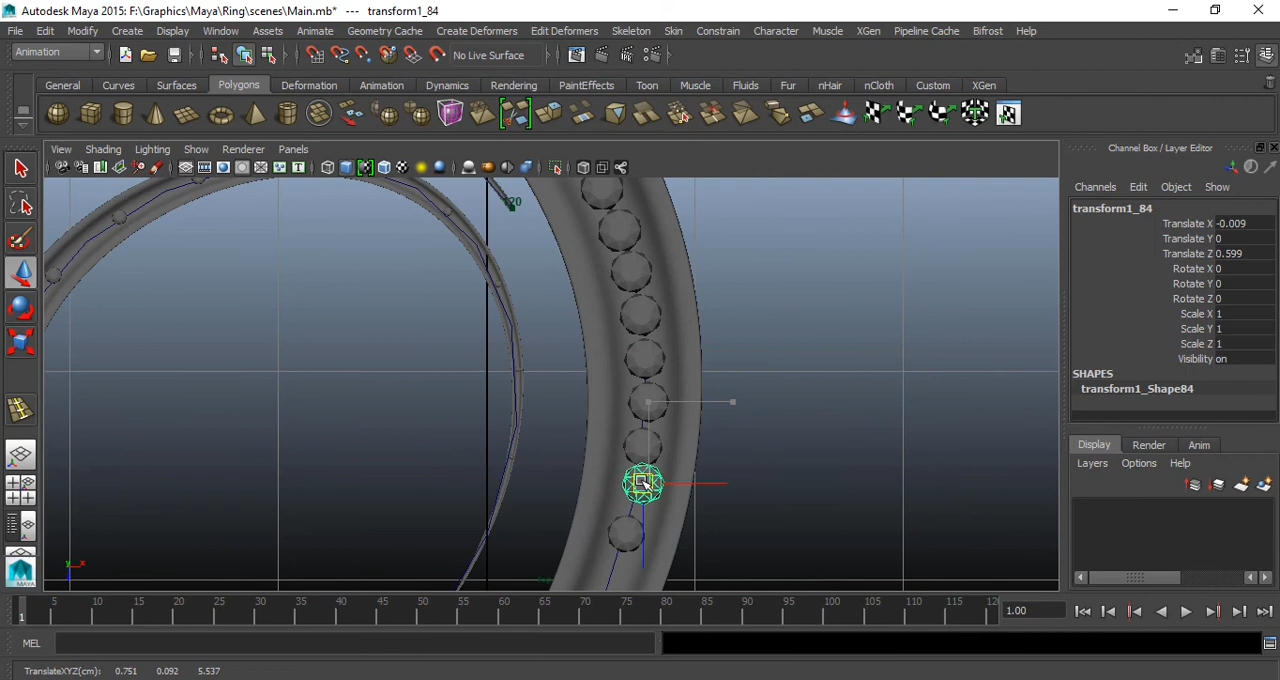 Autodesk Maya 2015: F:\Graphics\Maya\Ring\scenes\Main.mb* --- transform1_84
File Edit Modify Create Display Window Assets Animate Geometry Cache Create Deformers Edit Deformers Skeleton Skin Constrain Character Muscle XGen Pipeline Cache Bifrost Help
Animation No Live Surface
General Curves Surfaces Polygons Deformation Animation Dynamics Rendering PaintEffects Toon Muscle Fluids Fur nHair nCloth Custom XGen
View Shading Lighting Show Renderer Panels
Channel Box / Layer Editor
Channels Edit Object Show
transform1_84
Translate X -0.009
Translate Y 0
Translate Z 0.599
Rotate X 0
Rotate Y 0
Rotate Z 0
Scale X 1
Scale Y 1
Scale Z 1
Visibility on
SHAPES
transform1_Shape84
Display Render Anim
Layers Options Help
y x
5 10 15 20 25 30 35 40 45 50 55 60 65 70 75 80 85 90 95 100 105 110 115 12
1 1.00
MEL
TranslateXYZ(cm): 0.751 0.092 5.537